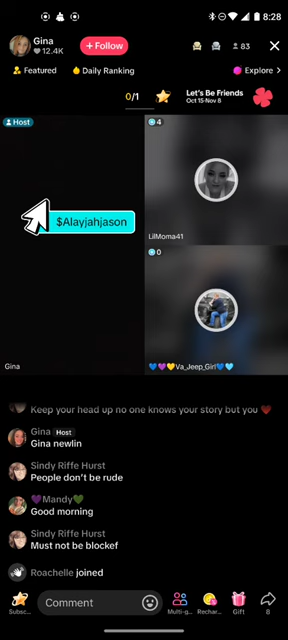 8:28
Gina
12.4K
+ Follow
83
Featured
Daily Ranking
Explore >
0/1
Let's Be Friends
Oct 15-Nov 8
Host
4
$Alayjahjason
LilMoma41
0
Gina
💙💜💛Va_Jeep_Girl💙🩵
Keep your head up no one knows your story but you ❤️
Gina Host
Gina newlin
Sindy Riffe Hurst
People don't be rude
💜Mandy💚
Good morning
Sindy Riffe Hurst
Must not be blockef
Roachelle joined
Subsc...
Comment
Multi-g...
Rechar...
Gift
8